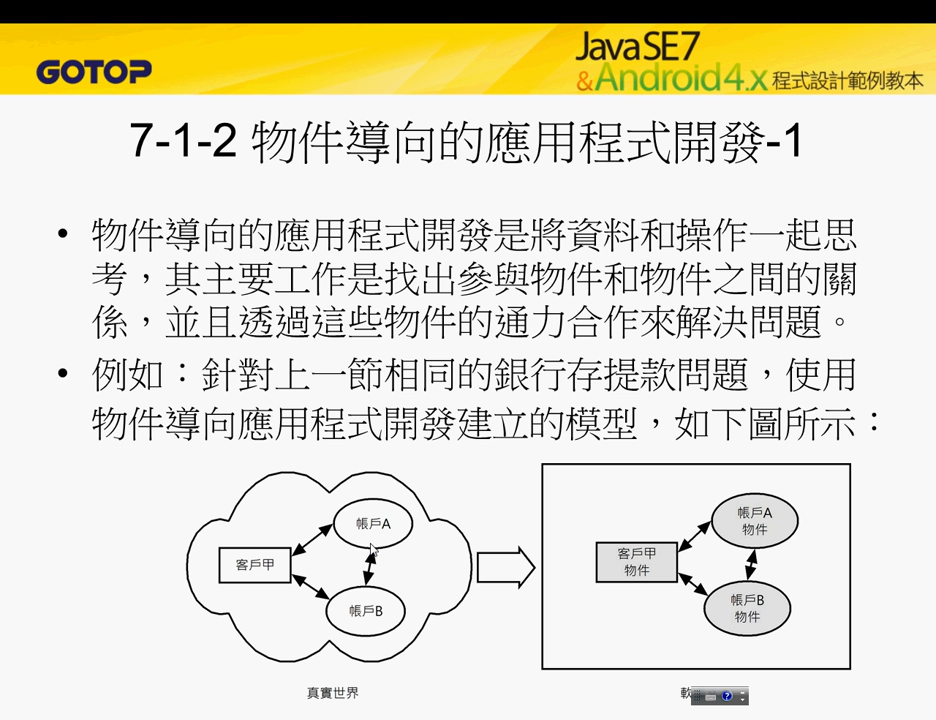 GOTOP
JavaSE7
&Android4.x 程式設計範例教本
7-1-2 物件導向的應用程式開發-1
• 物件導向的應用程式開發是將資料和操作一起思
考，其主要工作是找出參與物件和物件之間的關
係，並且透過這些物件的通力合作來解決問題。
• 例如：針對上一節相同的銀行存提款問題，使用
物件導向應用程式開發建立的模型，如下圖所示：
帳戶A
客戶甲
帳戶B
真實世界
帳戶A
物件
客戶甲
物件
帳戶B
物件
軟